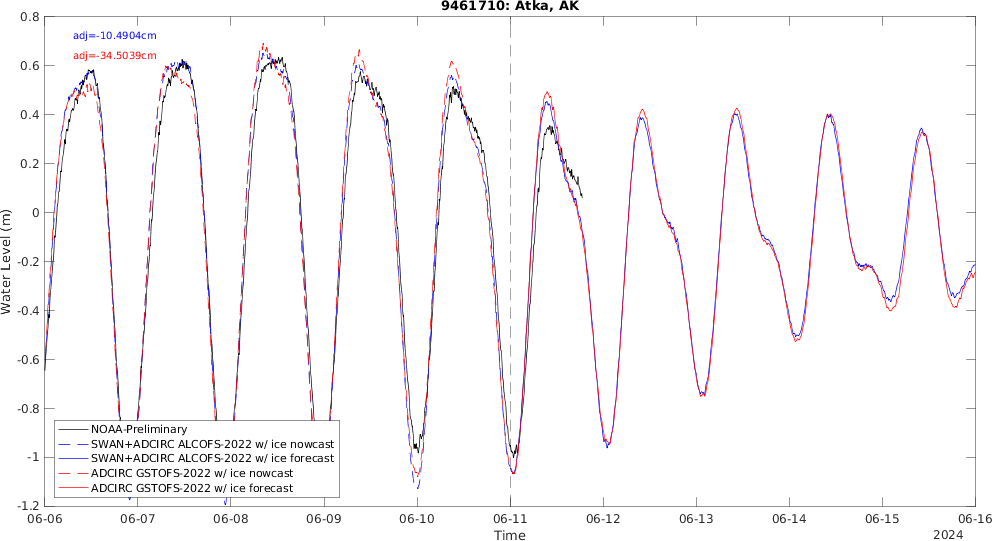 9461710: Atka, AK
adj=-10.4904cm
adj=-34.5039cm
0.8
0.6
0.4
0.2
0
-0.2
-0.4
-0.6
-0.8
-1
-1.2
Water Level (m)
NOAA-Preliminary
SWAN+ADCIRC ALCOFS-2022 w/ ice nowcast
SWAN+ADCIRC ALCOFS-2022 w/ ice forecast
ADCIRC GSTOFS-2022 w/ ice nowcast
ADCIRC GSTOFS-2022 w/ ice forecast
06-06 06-07 06-08 06-09 06-10 06-11 06-12 06-13 06-14 06-15 06-16
Time
2024